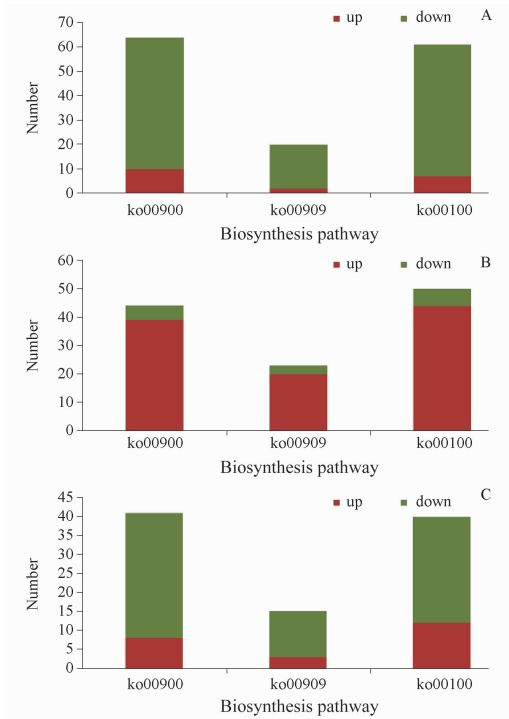 up down A
70
60
50
40
30
20
10
0
Number
ko00900 ko00909 ko00100
Biosynthesis pathway
up down B
60
50
40
30
20
10
0
Number
ko00900 ko00909 ko00100
Biosynthesis pathway
up down C
45
40
35
30
25
20
15
10
5
0
Number
ko00900 ko00909 ko00100
Biosynthesis pathway